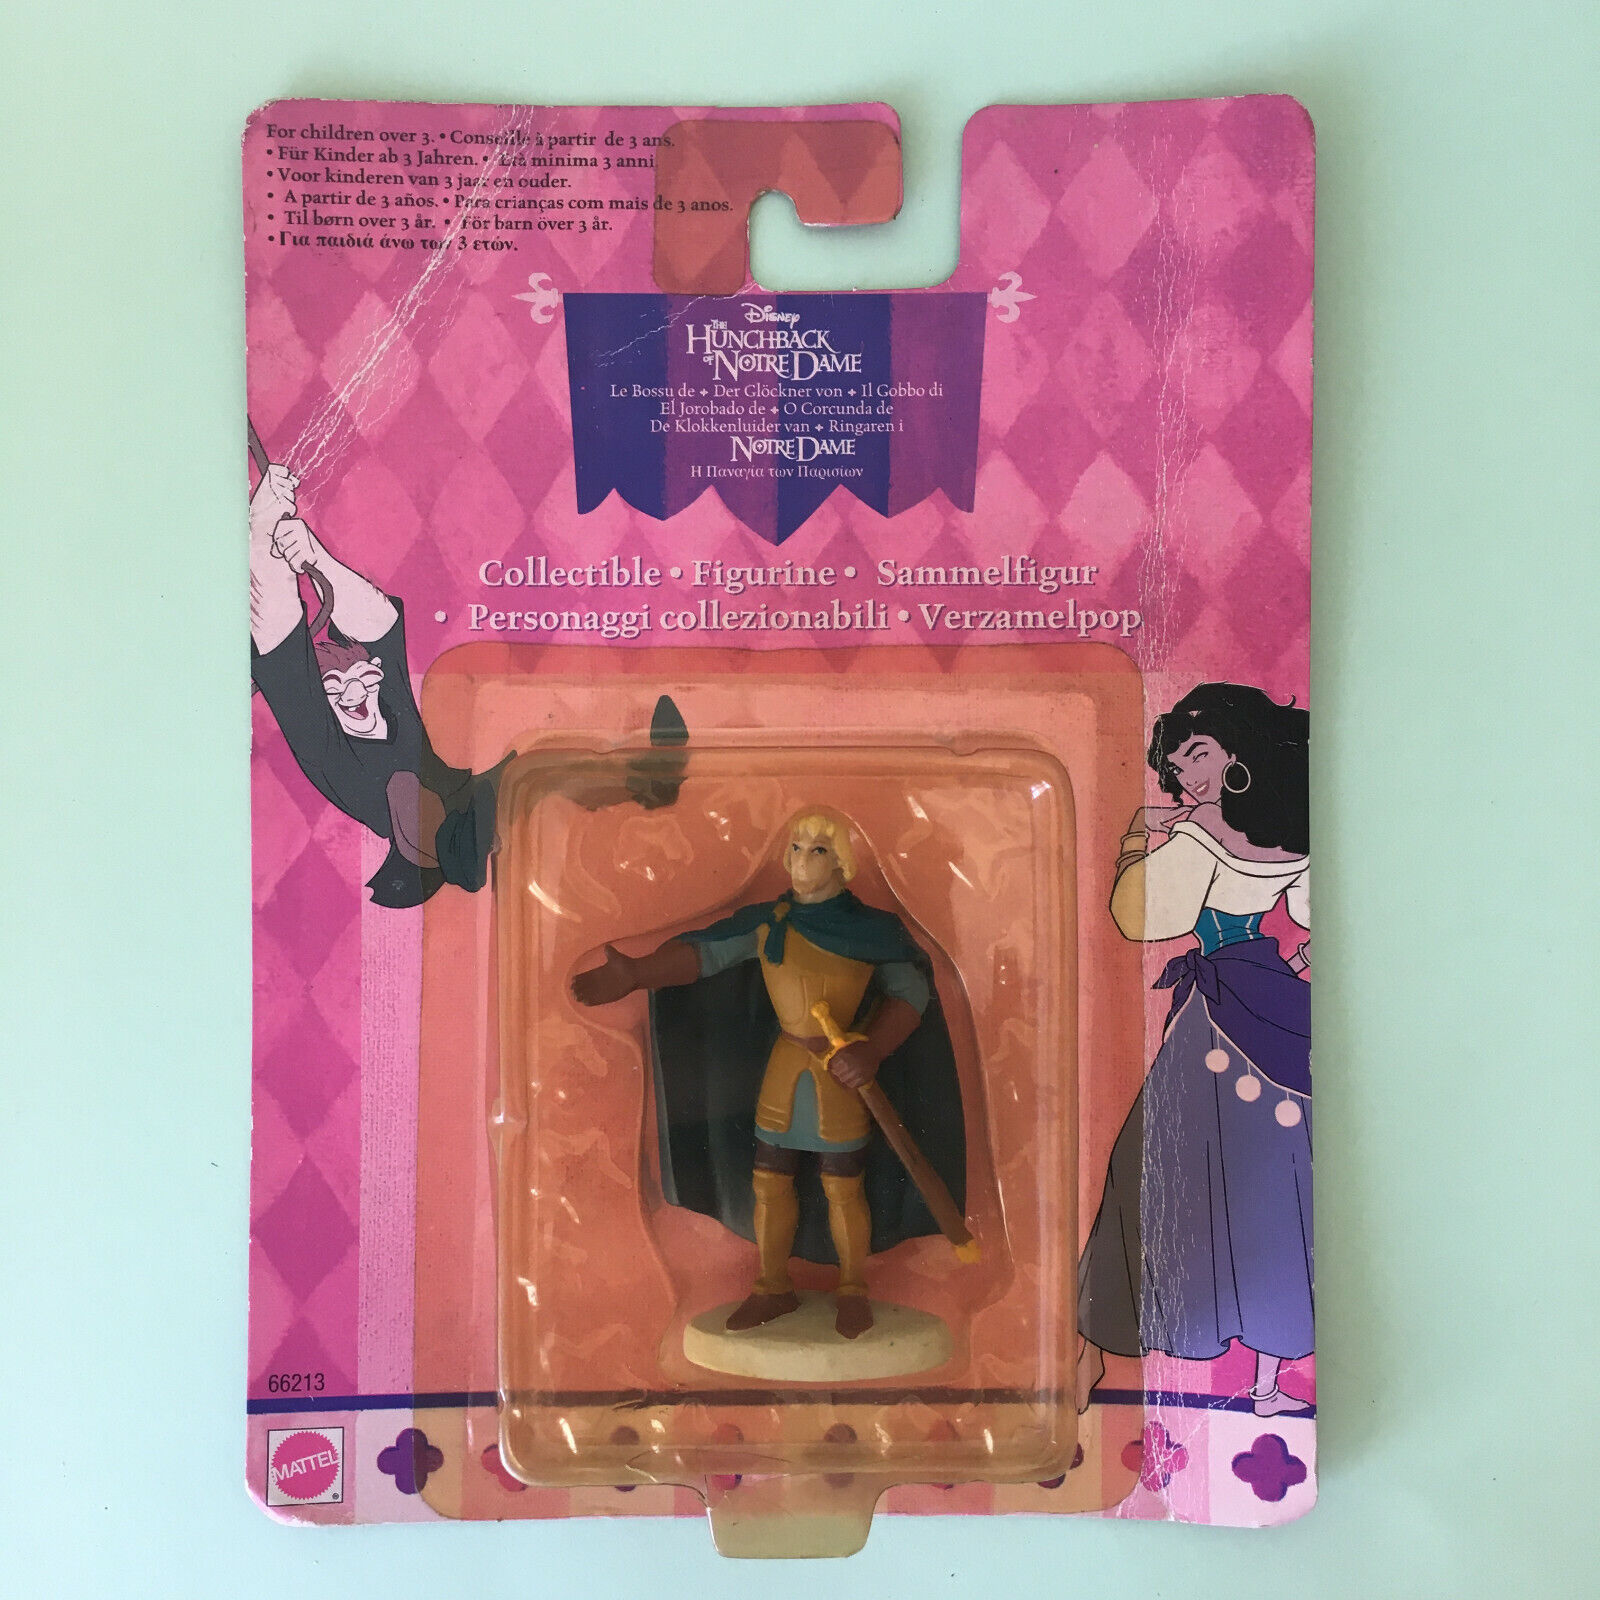 For children over 3. • Conseillé à partir de 3 ans.
• Für Kinder ab 3 Jahren. • Età minima 3 anni.
• Voor kinderen van 3 jaar en ouder.
• A partir de 3 años. • Para crianças com mais de 3 anos.
• Til børn over 3 år. • För barn över 3 år.
• Για παιδιά άνω των 3 ετών.
Disney
THE HUNCHBACK
OF NOTRE DAME
Le Bossu de + Der Glöckner von + Il Gobbo di
El Jorobado de + O Corcunda de
De Klokkenluider van + Ringaren i
NOTRE DAME
Η Παναγία των Παρισίων
Collectible • Figurine • Sammelfigur
• Personaggi collezionabili • Verzamelpop
66213
MATTEL
®